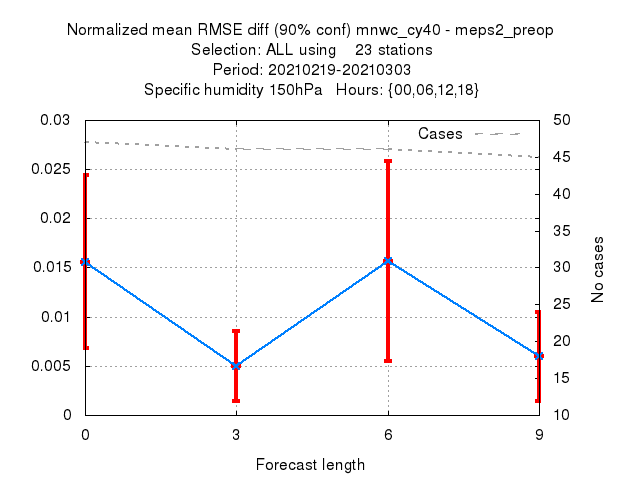 Normalized mean RMSE diff (90% conf) mnwc_cy40 - meps2_preop
Selection: ALL using 23 stations
Period: 20210219-20210303
Specific humidity 150hPa Hours: {00,06,12,18}
Cases
0.03
0.025
0.02
0.015
0.01
0.005
0
50
45
40
35
30
25
20
15
10
No cases
0 3 6 9
Forecast length